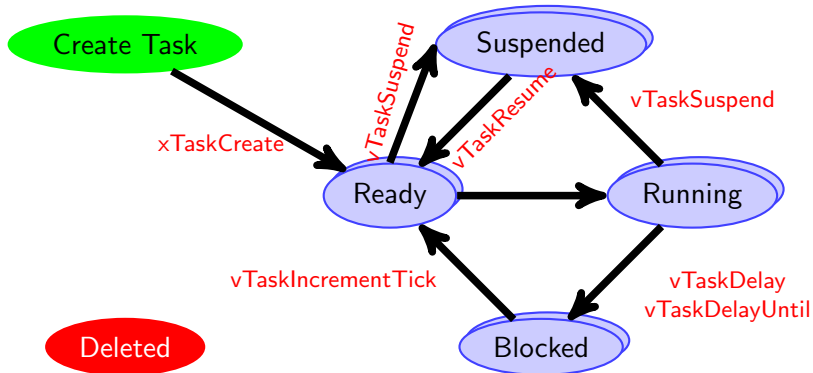 Create Task
Suspended
vTaskSuspend
vTaskResume
vTaskSuspend
xTaskCreate
Ready
Running
vTaskIncrementTick
vTaskDelay
vTaskDelayUntil
Deleted
Blocked